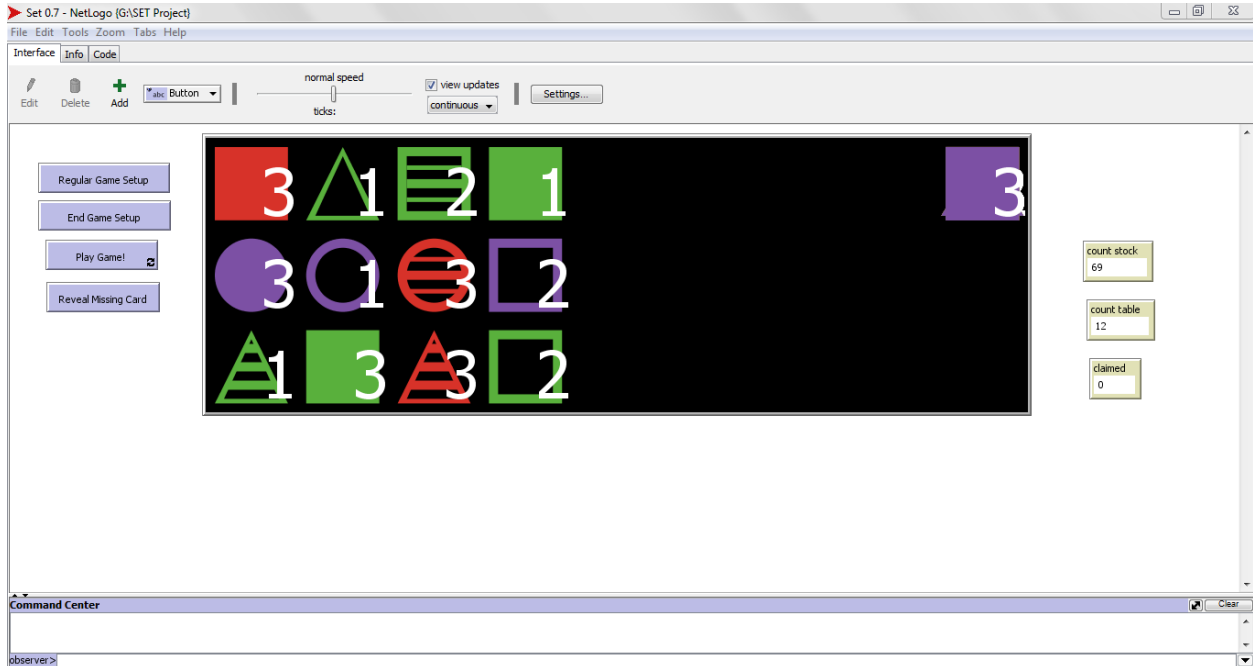 Set 0.7 - NetLogo {G:\SET Project}
File Edit Tools Zoom Tabs Help
Interface Info Code
Edit Delete Add abc Button normal speed ticks: view updates continuous Settings...
Regular Game Setup
End Game Setup
Play Game!
Reveal Missing Card
3 1 2 1 3
3 1 3 2
1 3 3 2
count stock
69
count table
12
claimed
0
Command Center Clear
observer>